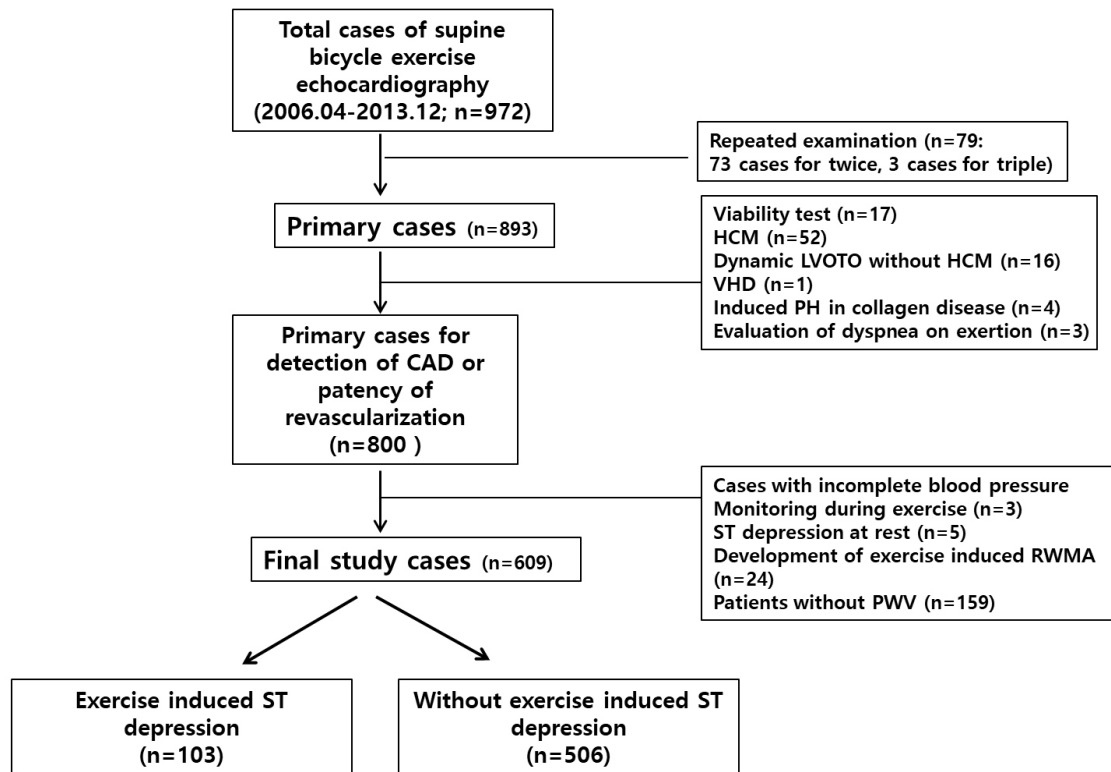 Total cases of supine
bicycle exercise
echocardiography
(2006.04-2013.12; n=972)
Repeated examination (n=79:
73 cases for twice, 3 cases for triple)
Primary cases (n=893)
Viability test (n=17)
HCM (n=52)
Dynamic LVOTO without HCM (n=16)
VHD (n=1)
Induced PH in collagen disease (n=4)
Evaluation of dyspnea on exertion (n=3)
Primary cases for
detection of CAD or
patency of
revascularization
(n=800 )
Cases with incomplete blood pressure
Monitoring during exercise (n=3)
ST depression at rest (n=5)
Development of exercise induced RWMA
(n=24)
Patients without PWV (n=159)
Final study cases (n=609)
Exercise induced ST
depression
(n=103)
Without exercise induced ST
depression
(n=506)